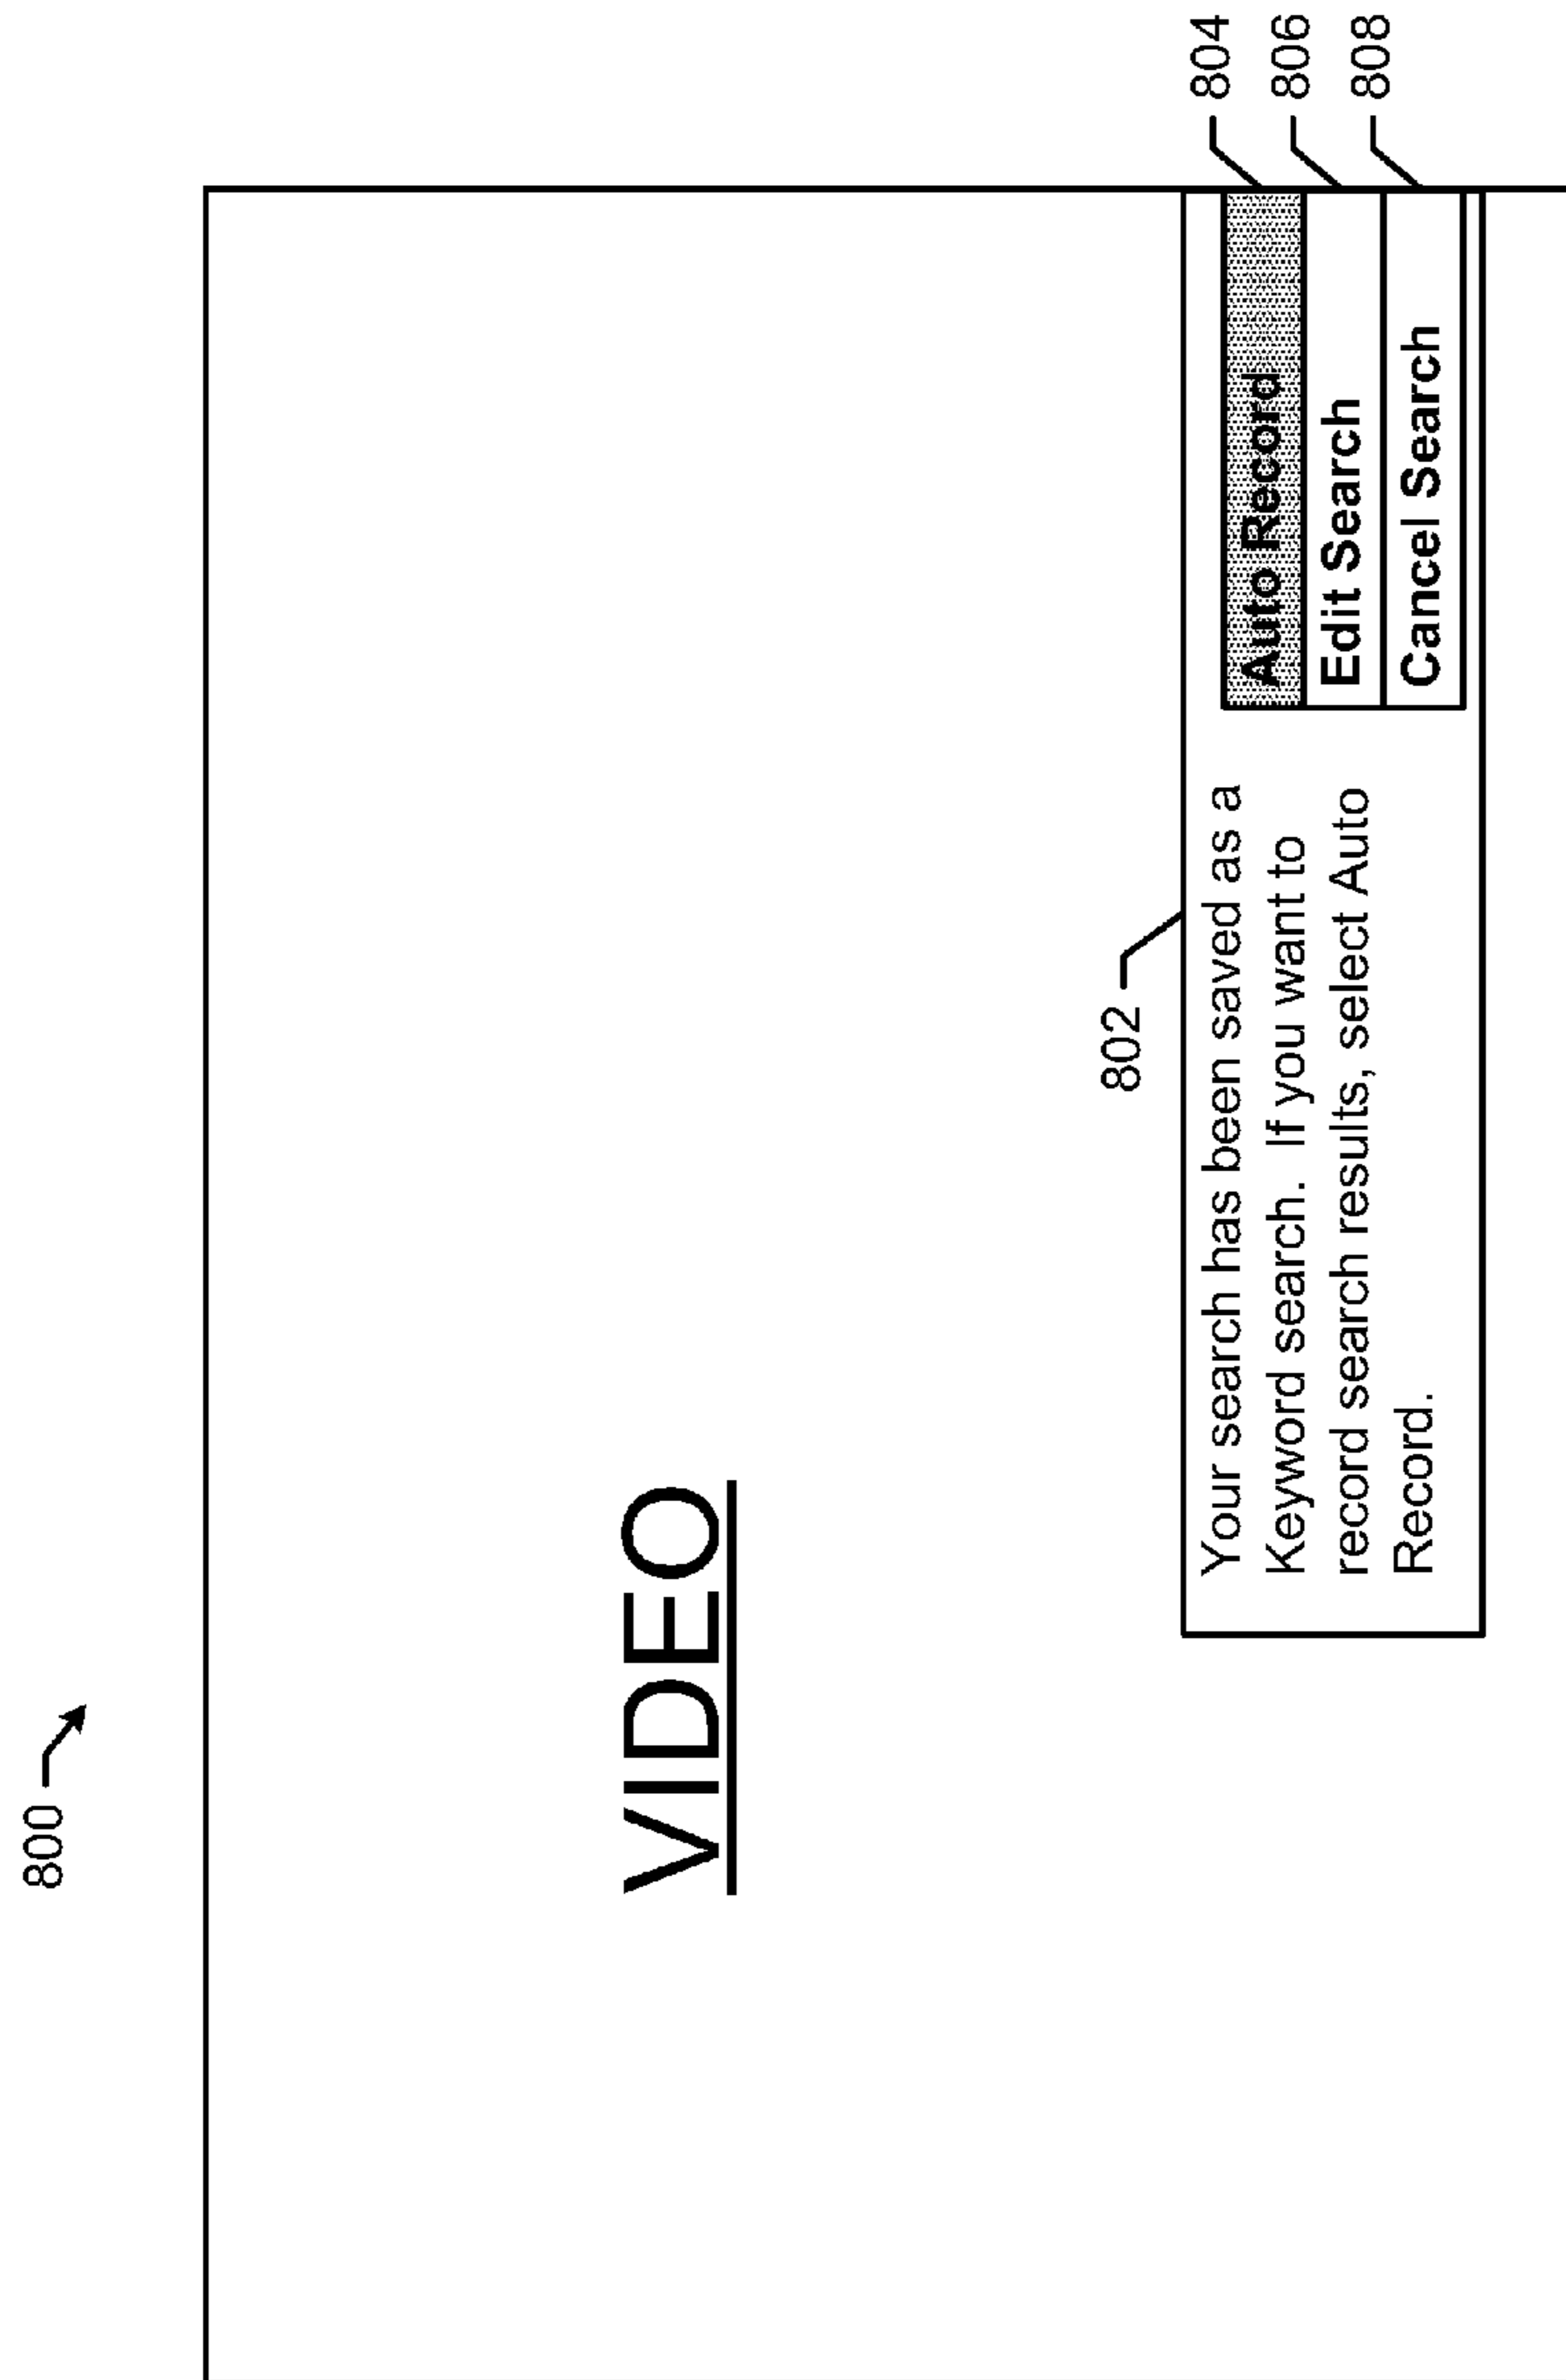 800
VIDEO
802
Your search has been saved as a
Keyword search. If you want to
record search results, select Auto
Record.
Auto Record
804
Edit Search
806
Cancel Search
808